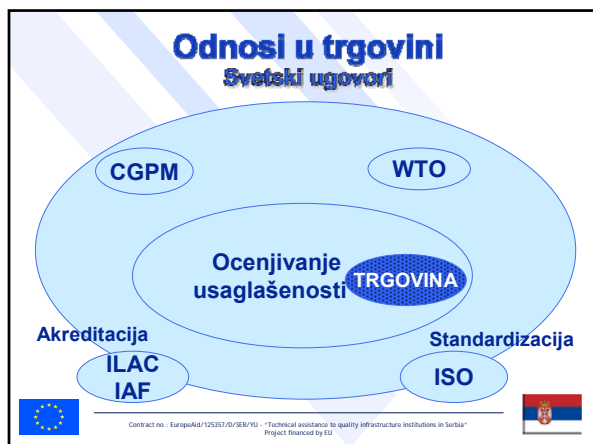 Odnosi u trgovini
Svetski ugovori
CGPM
WTO
Ocenjivanje
usaglašenosti
TRGOVINA
Akreditacija
ILAC
IAF
Standardizacija
ISO
Contract no.: EuropeAid/125357/D/SER/YU - "Technical assistance to quality infrastructure institutions in Serbia"
Project financed by EU